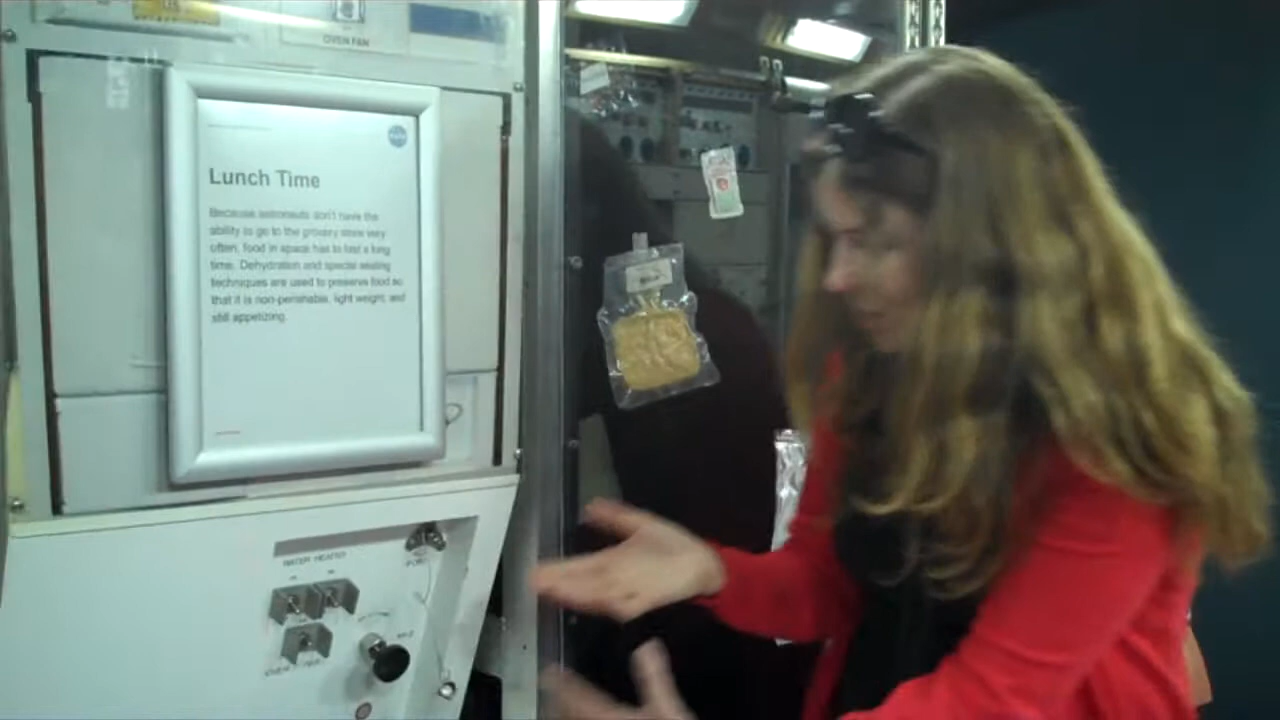 OVEN FAN
Lunch Time
Because astronauts don't have the
ability to go to the grocery store very
often, food in space has to last a long
time. Dehydration and special sealing
techniques are used to preserve food so
that it is non-perishable, light weight, and
still appetizing.
WATER HEATER